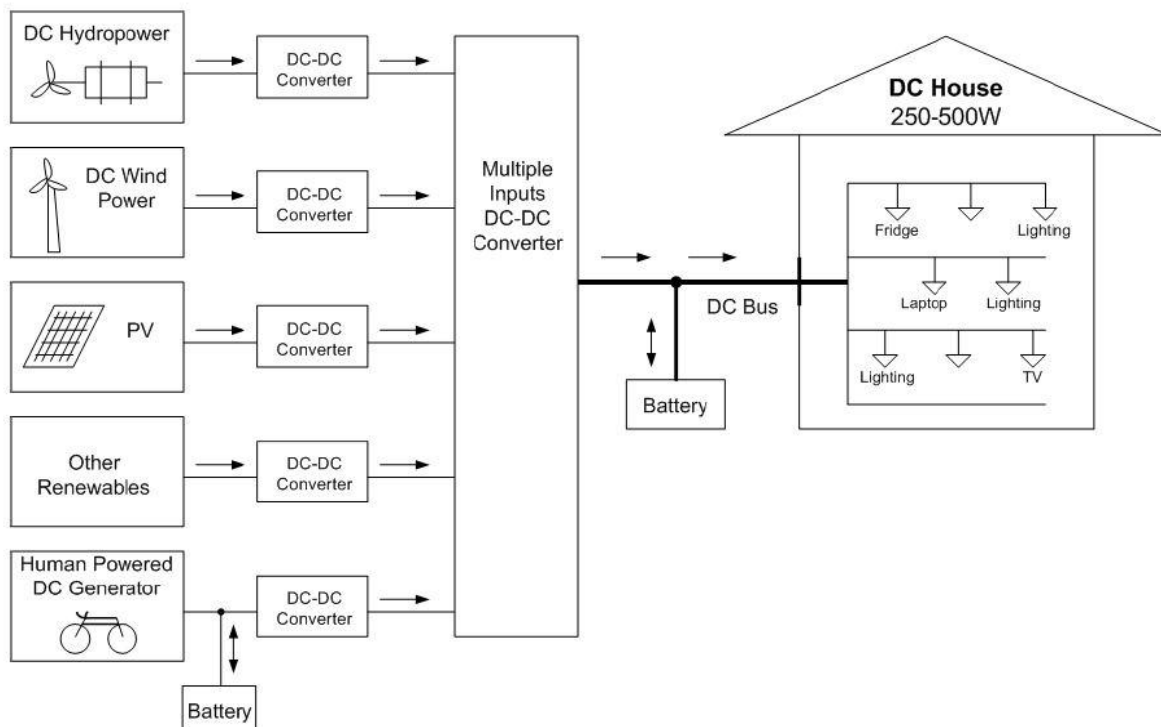 DC Hydropower
DC-DC
Converter
DC Wind
Power
DC-DC
Converter
PV
DC-DC
Converter
Other
Renewables
DC-DC
Converter
Human Powered
DC Generator
DC-DC
Converter
Battery
Multiple
Inputs
DC-DC
Converter
DC Bus
Battery
DC House
250-500W
Fridge
Lighting
Laptop
Lighting
Lighting
TV